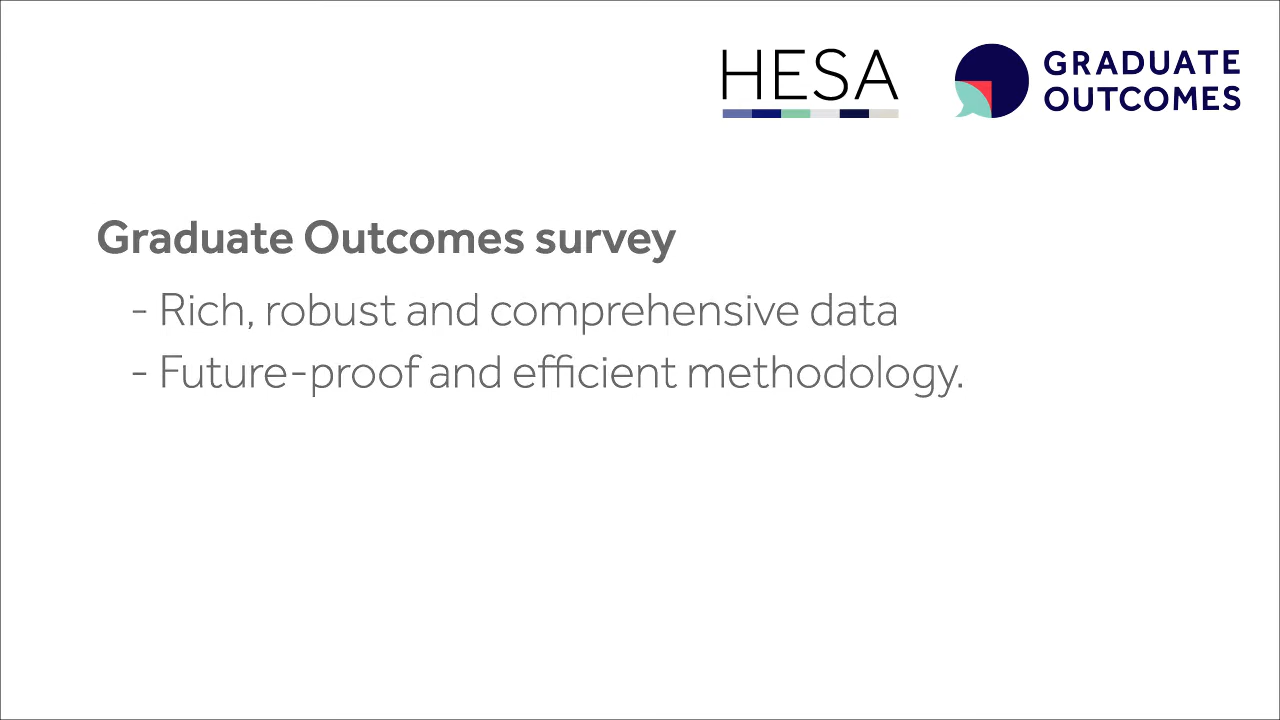 HESA
GRADUATE
OUTCOMES
Graduate Outcomes survey
- Rich, robust and comprehensive data
- Future-proof and efficient methodology.